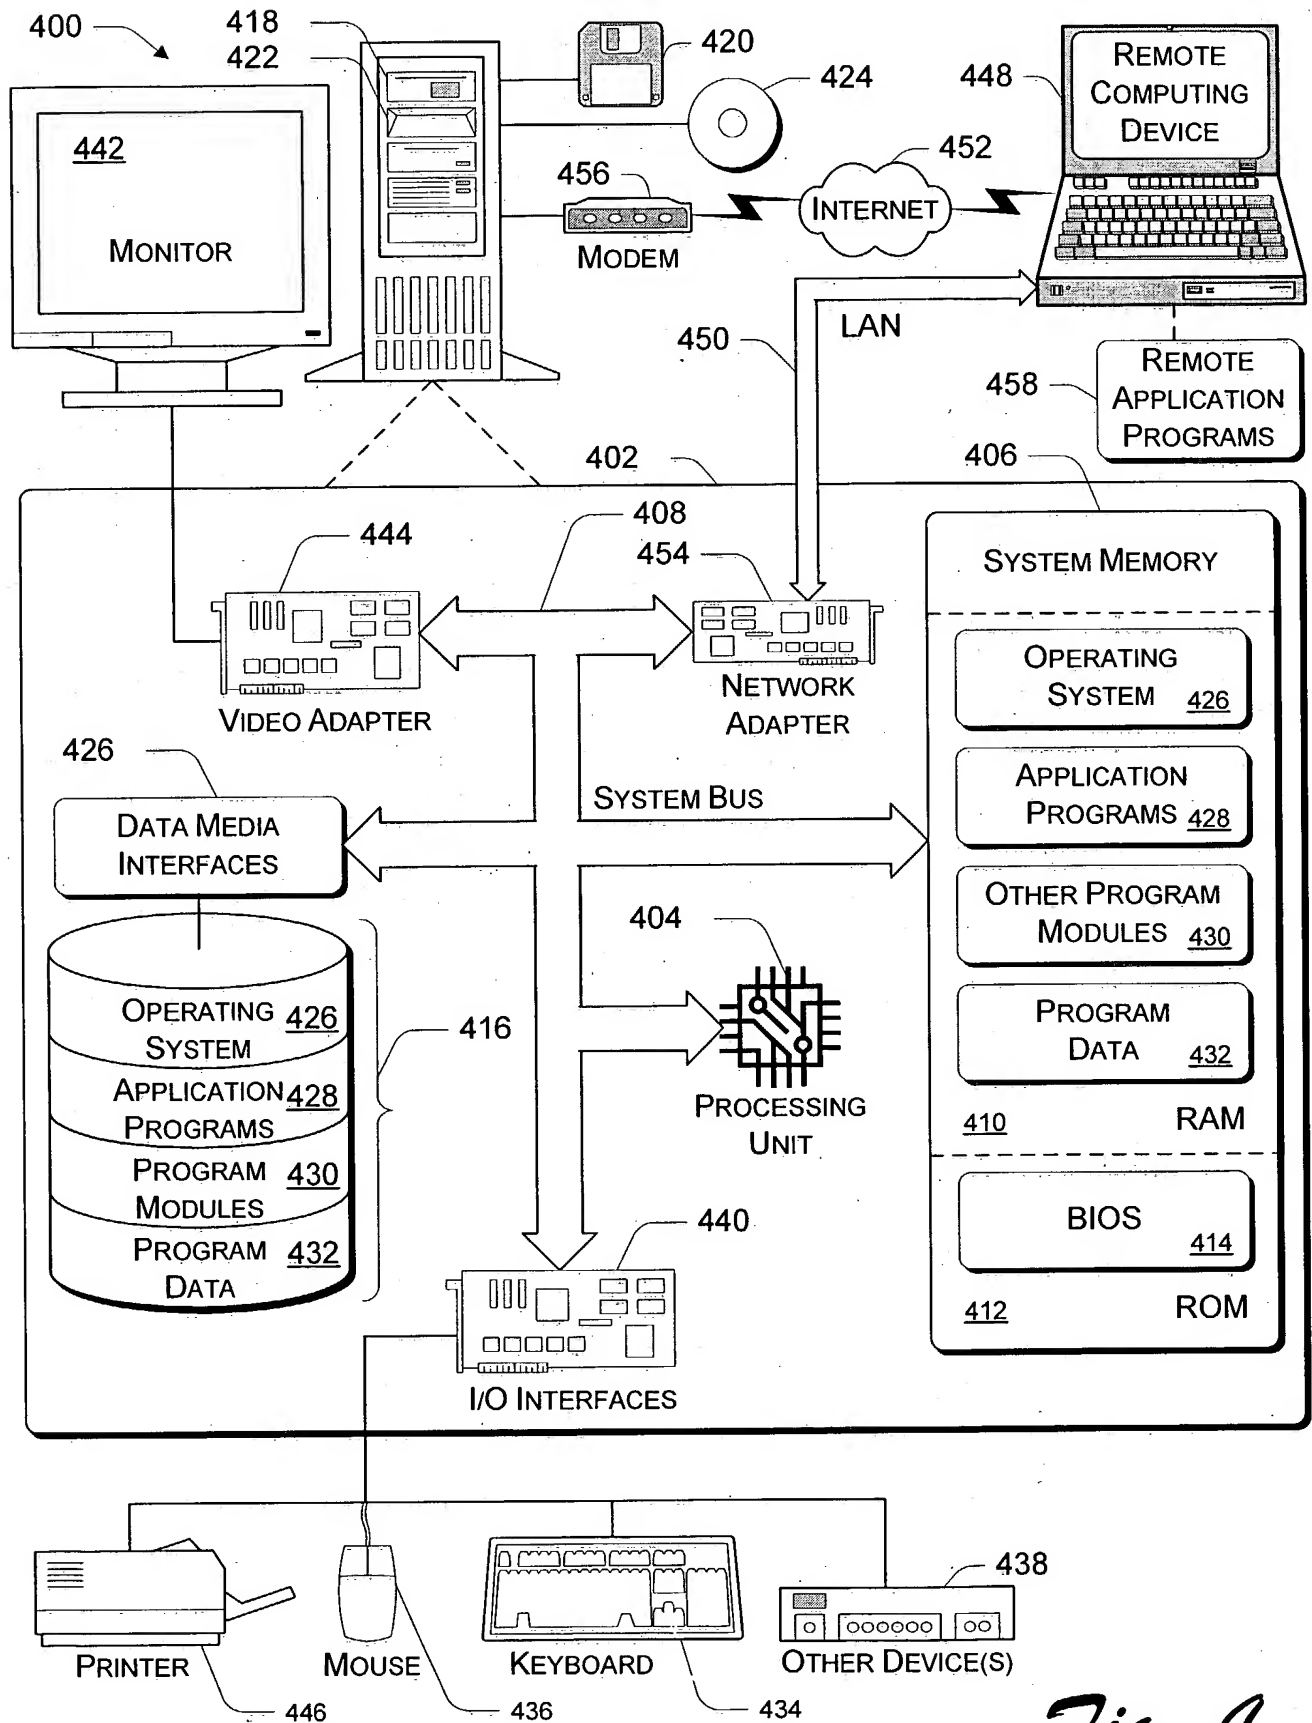 400
418
422
420
424
448
REMOTE
COMPUTING
DEVICE
442
MONITOR
456
MODEM
452
INTERNET
450
LAN
458
REMOTE
APPLICATION
PROGRAMS
402
406
444
408
454
VIDEO ADAPTER
NETWORK
ADAPTER
SYSTEM MEMORY
OPERATING
SYSTEM 426
APPLICATION
PROGRAMS 428
OTHER PROGRAM
MODULES 430
PROGRAM
DATA 432
410 RAM
BIOS
414
412 ROM
426
DATA MEDIA
INTERFACES
SYSTEM BUS
404
PROCESSING
UNIT
OPERATING 426
SYSTEM
APPLICATION 428
PROGRAMS
PROGRAM 430
MODULES
PROGRAM 432
DATA
416
440
I/O INTERFACES
PRINTER
446
MOUSE
436
KEYBOARD
434
438
OTHER DEVICE(S)